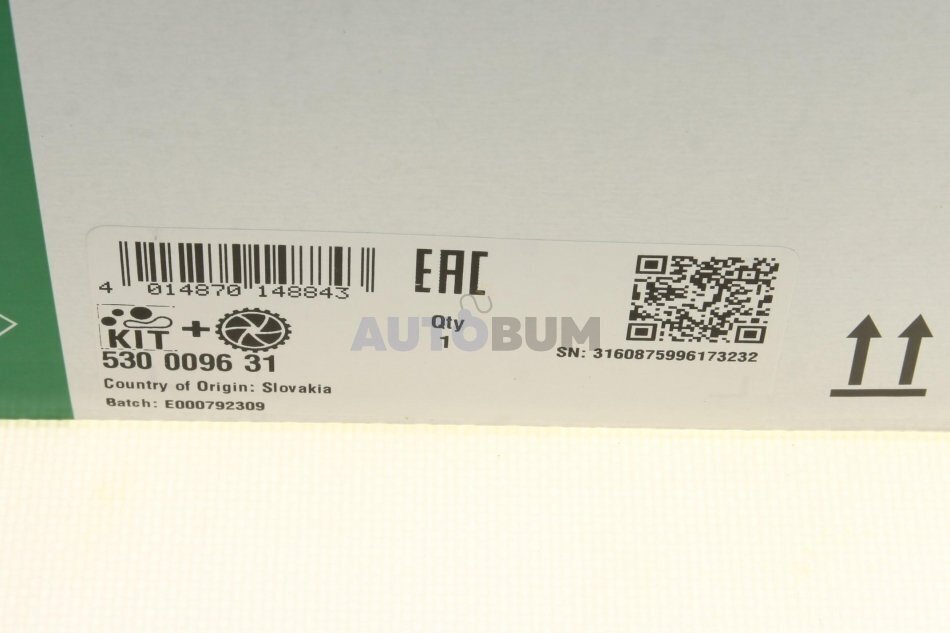 4 014870 148843
EAC
KIT +
Qty
1
AUTOBUM
530 0096 31
SN: 3160875996173232
Country of Origin: Slovakia
Batch: E000792309